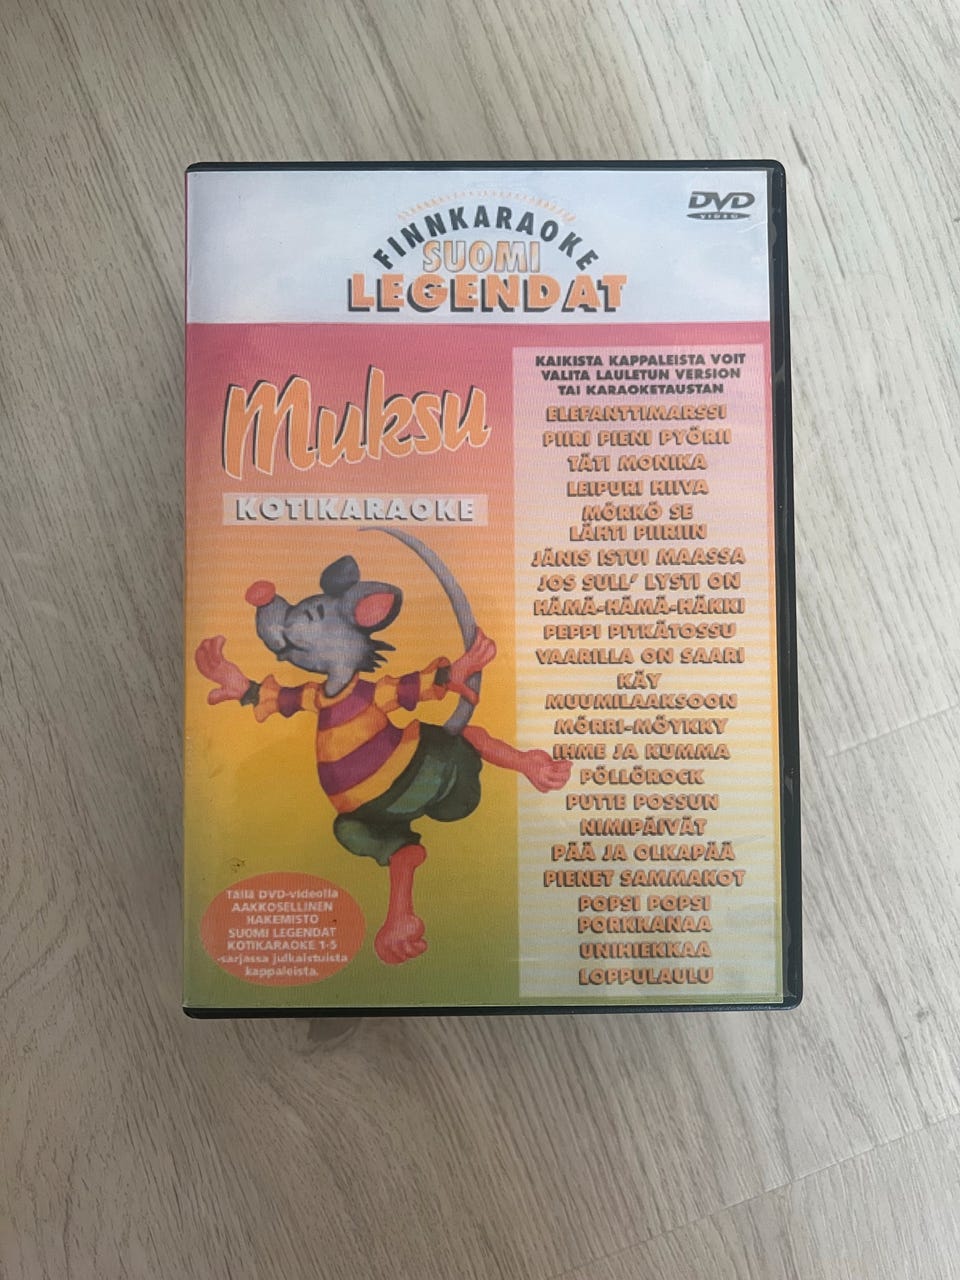 FINNKARAOKE
SUOMI
LEGENDAT
DVD
VIDEO
Muksu
KOTIKARAOKE
KAIKISTA KAPPALEISTA VOIT
VALITA LAULETUN VERSION
TAI KARAOKETAUSTAN
ELEFANTTIMARSSI
PIIRI PIENI PYÖRII
TÄTI MONIKA
LEIPURI HIIVA
MÖRKÖ SE
LÄHTI PIIRIIN
JÄNIS ISTUI MAASSA
JOS SULL' LYSTI ON
HÄMÄ-HÄMÄ-HÄKKI
PEPPI PITKÄTOSSU
VAARILLA ON SAARI
KÄY
MUUMILAAKSOON
MÖRRI-MÖYKKY
IHME JA KUMMA
PÖLLÖROCK
PUTTE POSSUN
NIMIPÄIVÄT
PÄÄ JA OLKAPÄÄ
PIENET SAMMAKOT
POPSI POPSI
PORKKANAA
UNIHIEKKAA
LOPPULAULU
Tällä DVD-videolla
AAKKOSELLINEN
HAKEMISTO
SUOMI LEGENDAT
KOTIKARAOKE 1-5
-sarjassa julkaistuista
kappaleista.